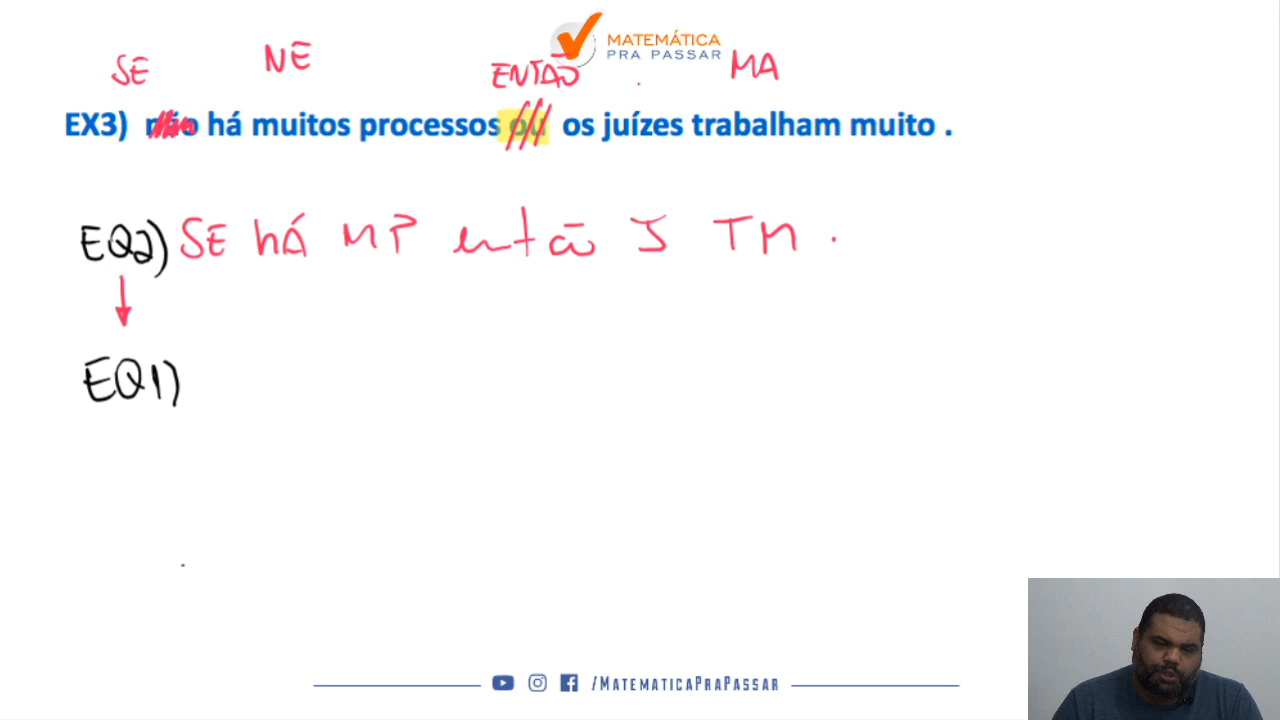 MATEMÁTICA
PRA PASSAR
SE NE ENTÃO MA
EX3) não há muitos processos ou os juízes trabalham muito .
EQ2) SE há MP então J TM .
EQ1)
/MATEMATICAPRAPASSAR